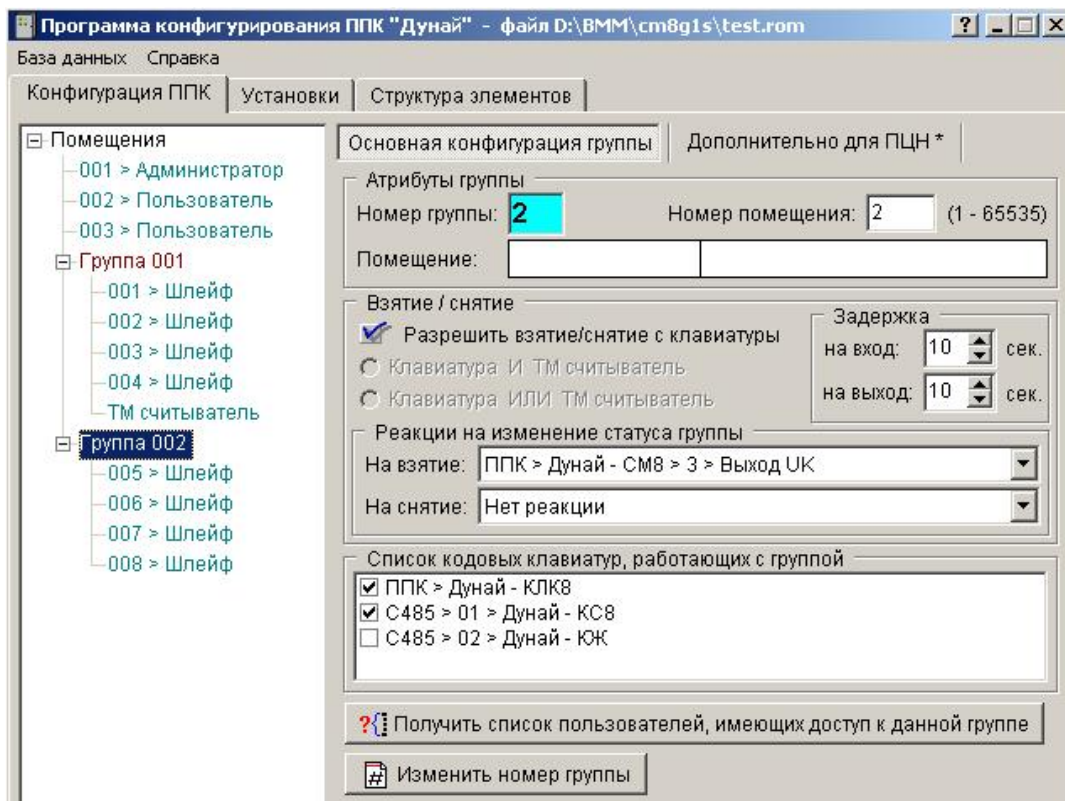 Программа конфигурирования ППК "Дунай" - файл D:\BMM\cm8g1s\test.rom
База данных Справка
Конфигурация ППК Установки Структура элементов
Помещения
001 > Администратор
002 > Пользователь
003 > Пользователь
Группа 001
001 > Шлейф
002 > Шлейф
003 > Шлейф
004 > Шлейф
ТМ считыватель
Группа 002
005 > Шлейф
006 > Шлейф
007 > Шлейф
008 > Шлейф
Основная конфигурация группы Дополнительно для ПЦН *
Атрибуты группы
Номер группы: 2 Номер помещения: 2 (1 - 65535)
Помещение:
Взятие / снятие
Разрешить взятие/снятие с клавиатуры
Клавиатура И ТМ считыватель
Клавиатура ИЛИ ТМ считыватель
Задержка
на вход: 10 сек.
на выход: 10 сек.
Реакции на изменение статуса группы
На взятие: ППК > Дунай - СМ8 > 3 > Выход UK
На снятие: Нет реакции
Список кодовых клавиатур, работающих с группой
ППК > Дунай - КЛК8
С485 > 01 > Дунай - КС8
С485 > 02 > Дунай - ЮЖ
?{ Получить список пользователей, имеющих доступ к данной группе
# Изменить номер группы